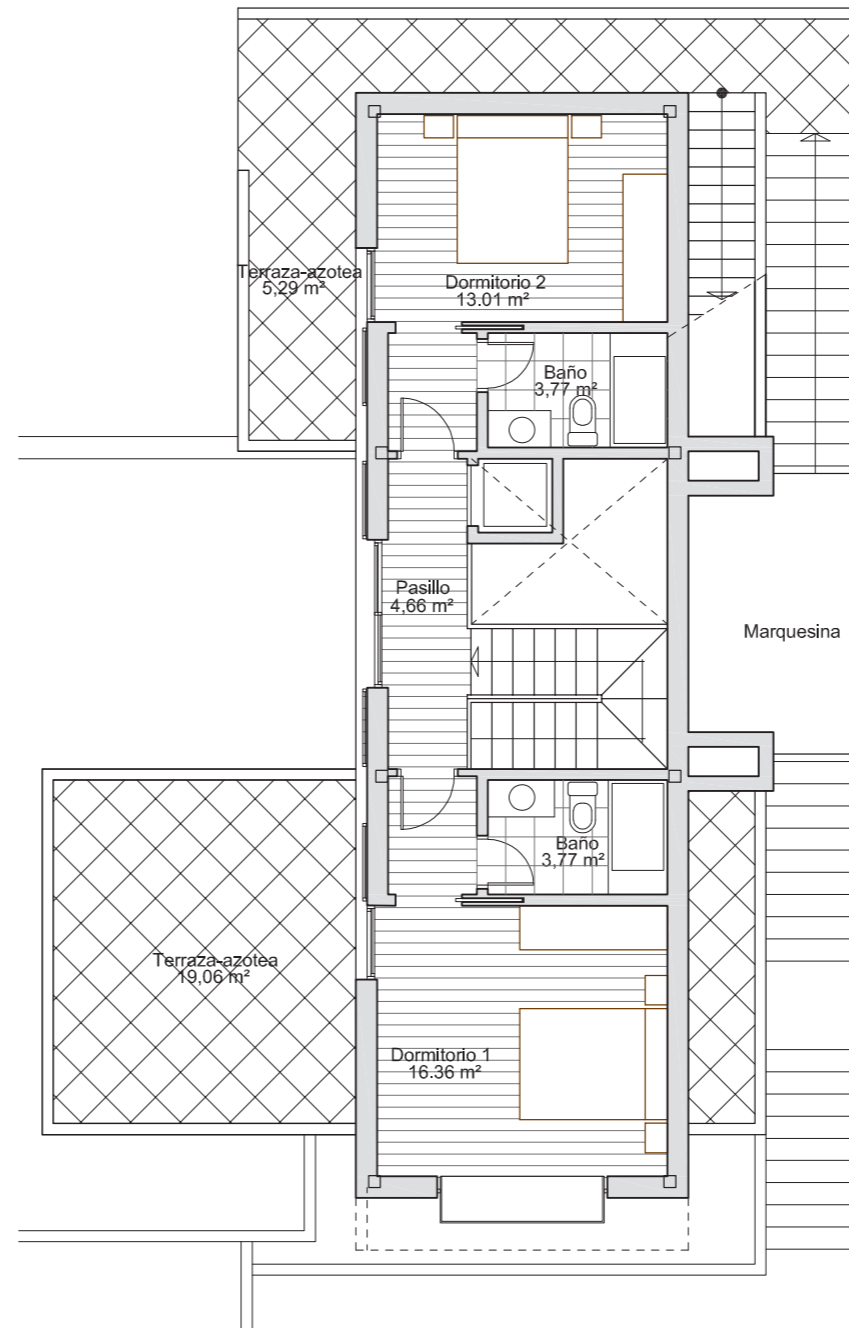 Terraza-azotea
5,29 m²
Dormitorio 2
13.01 m²
Baño
3,77 m²
Pasillo
4,66 m²
Marquesina
Baño
3,77 m²
Terraza-azotea
19,06 m²
Dormitorio 1
16.36 m²